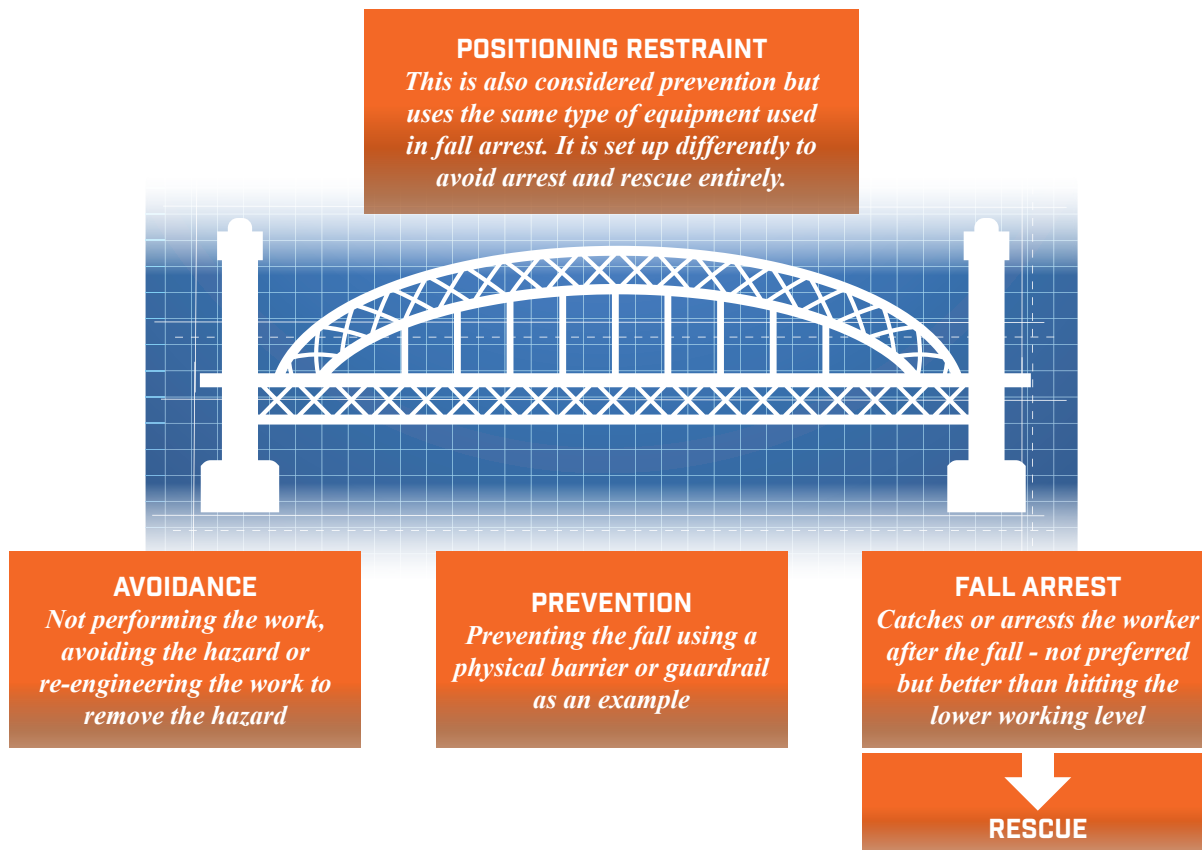 POSITIONING RESTRAINT
This is also considered prevention but
uses the same type of equipment used
in fall arrest. It is set up differently to
avoid arrest and rescue entirely.
AVOIDANCE
Not performing the work,
avoiding the hazard or
re-engineering the work to
remove the hazard
PREVENTION
Preventing the fall using a
physical barrier or guardrail
as an example
FALL ARREST
Catches or arrests the worker
after the fall - not preferred
but better than hitting the
lower working level
RESCUE